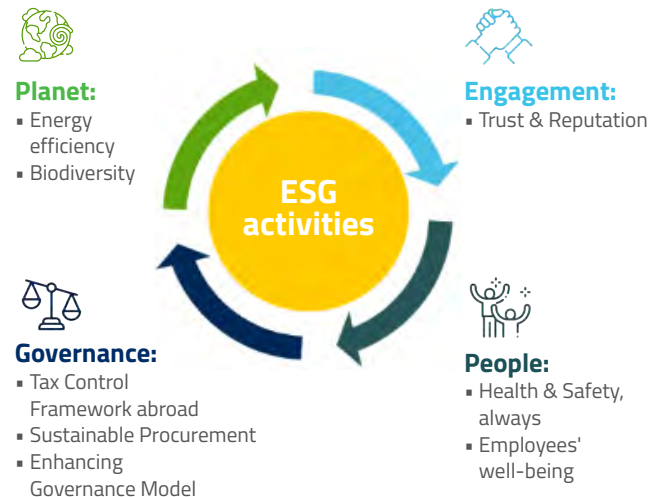 Planet:
▪ Energy
efficiency
▪ Biodiversity
Engagement:
▪ Trust & Reputation
ESG
activities
Governance:
▪ Tax Control
Framework abroad
▪ Sustainable Procurement
▪ Enhancing
Governance Model
People:
▪ Health & Safety,
always
▪ Employees'
well-being